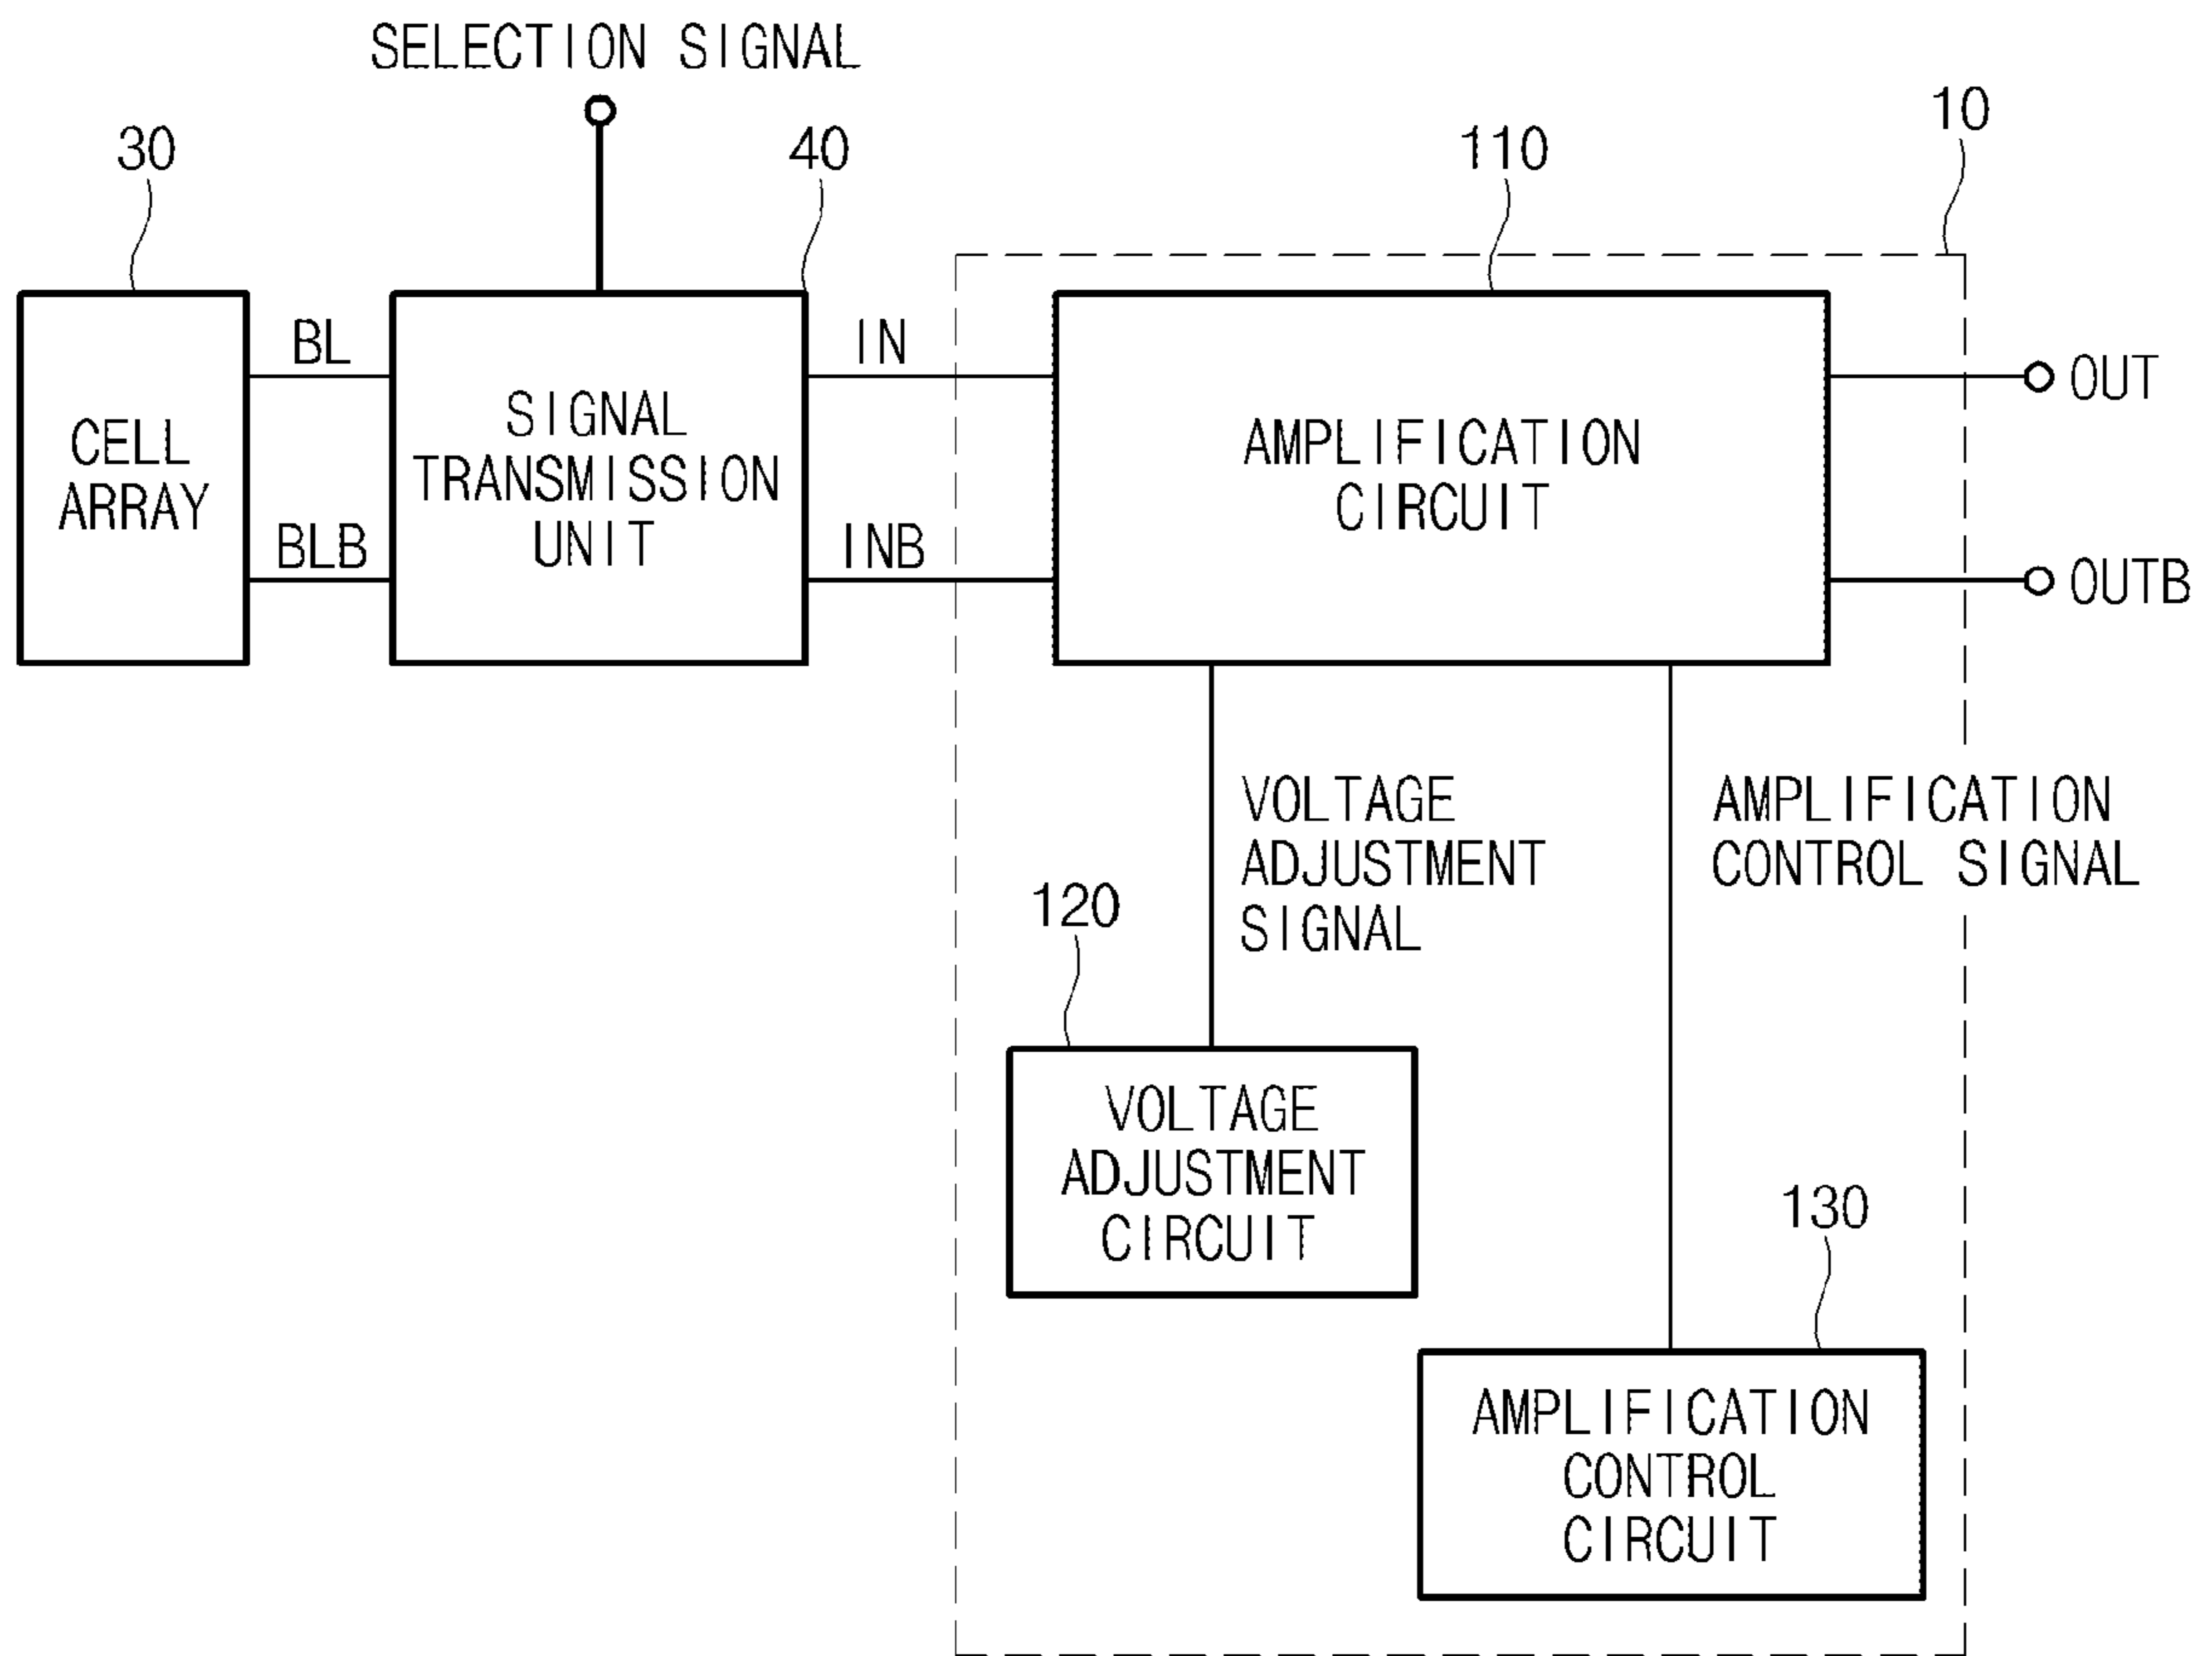 SELECTION SIGNAL
10
30
40
110
BL
IN
OUT
CELL
ARRAY
SIGNAL
TRANSMISSION
UNIT
AMPLIFICATION
CIRCUIT
BLB
INB
OUTB
VOLTAGE
ADJUSTMENT
SIGNAL
AMPLIFICATION
CONTROL SIGNAL
120
VOLTAGE
ADJUSTMENT
CIRCUIT
130
AMPLIFICATION
CONTROL
CIRCUIT